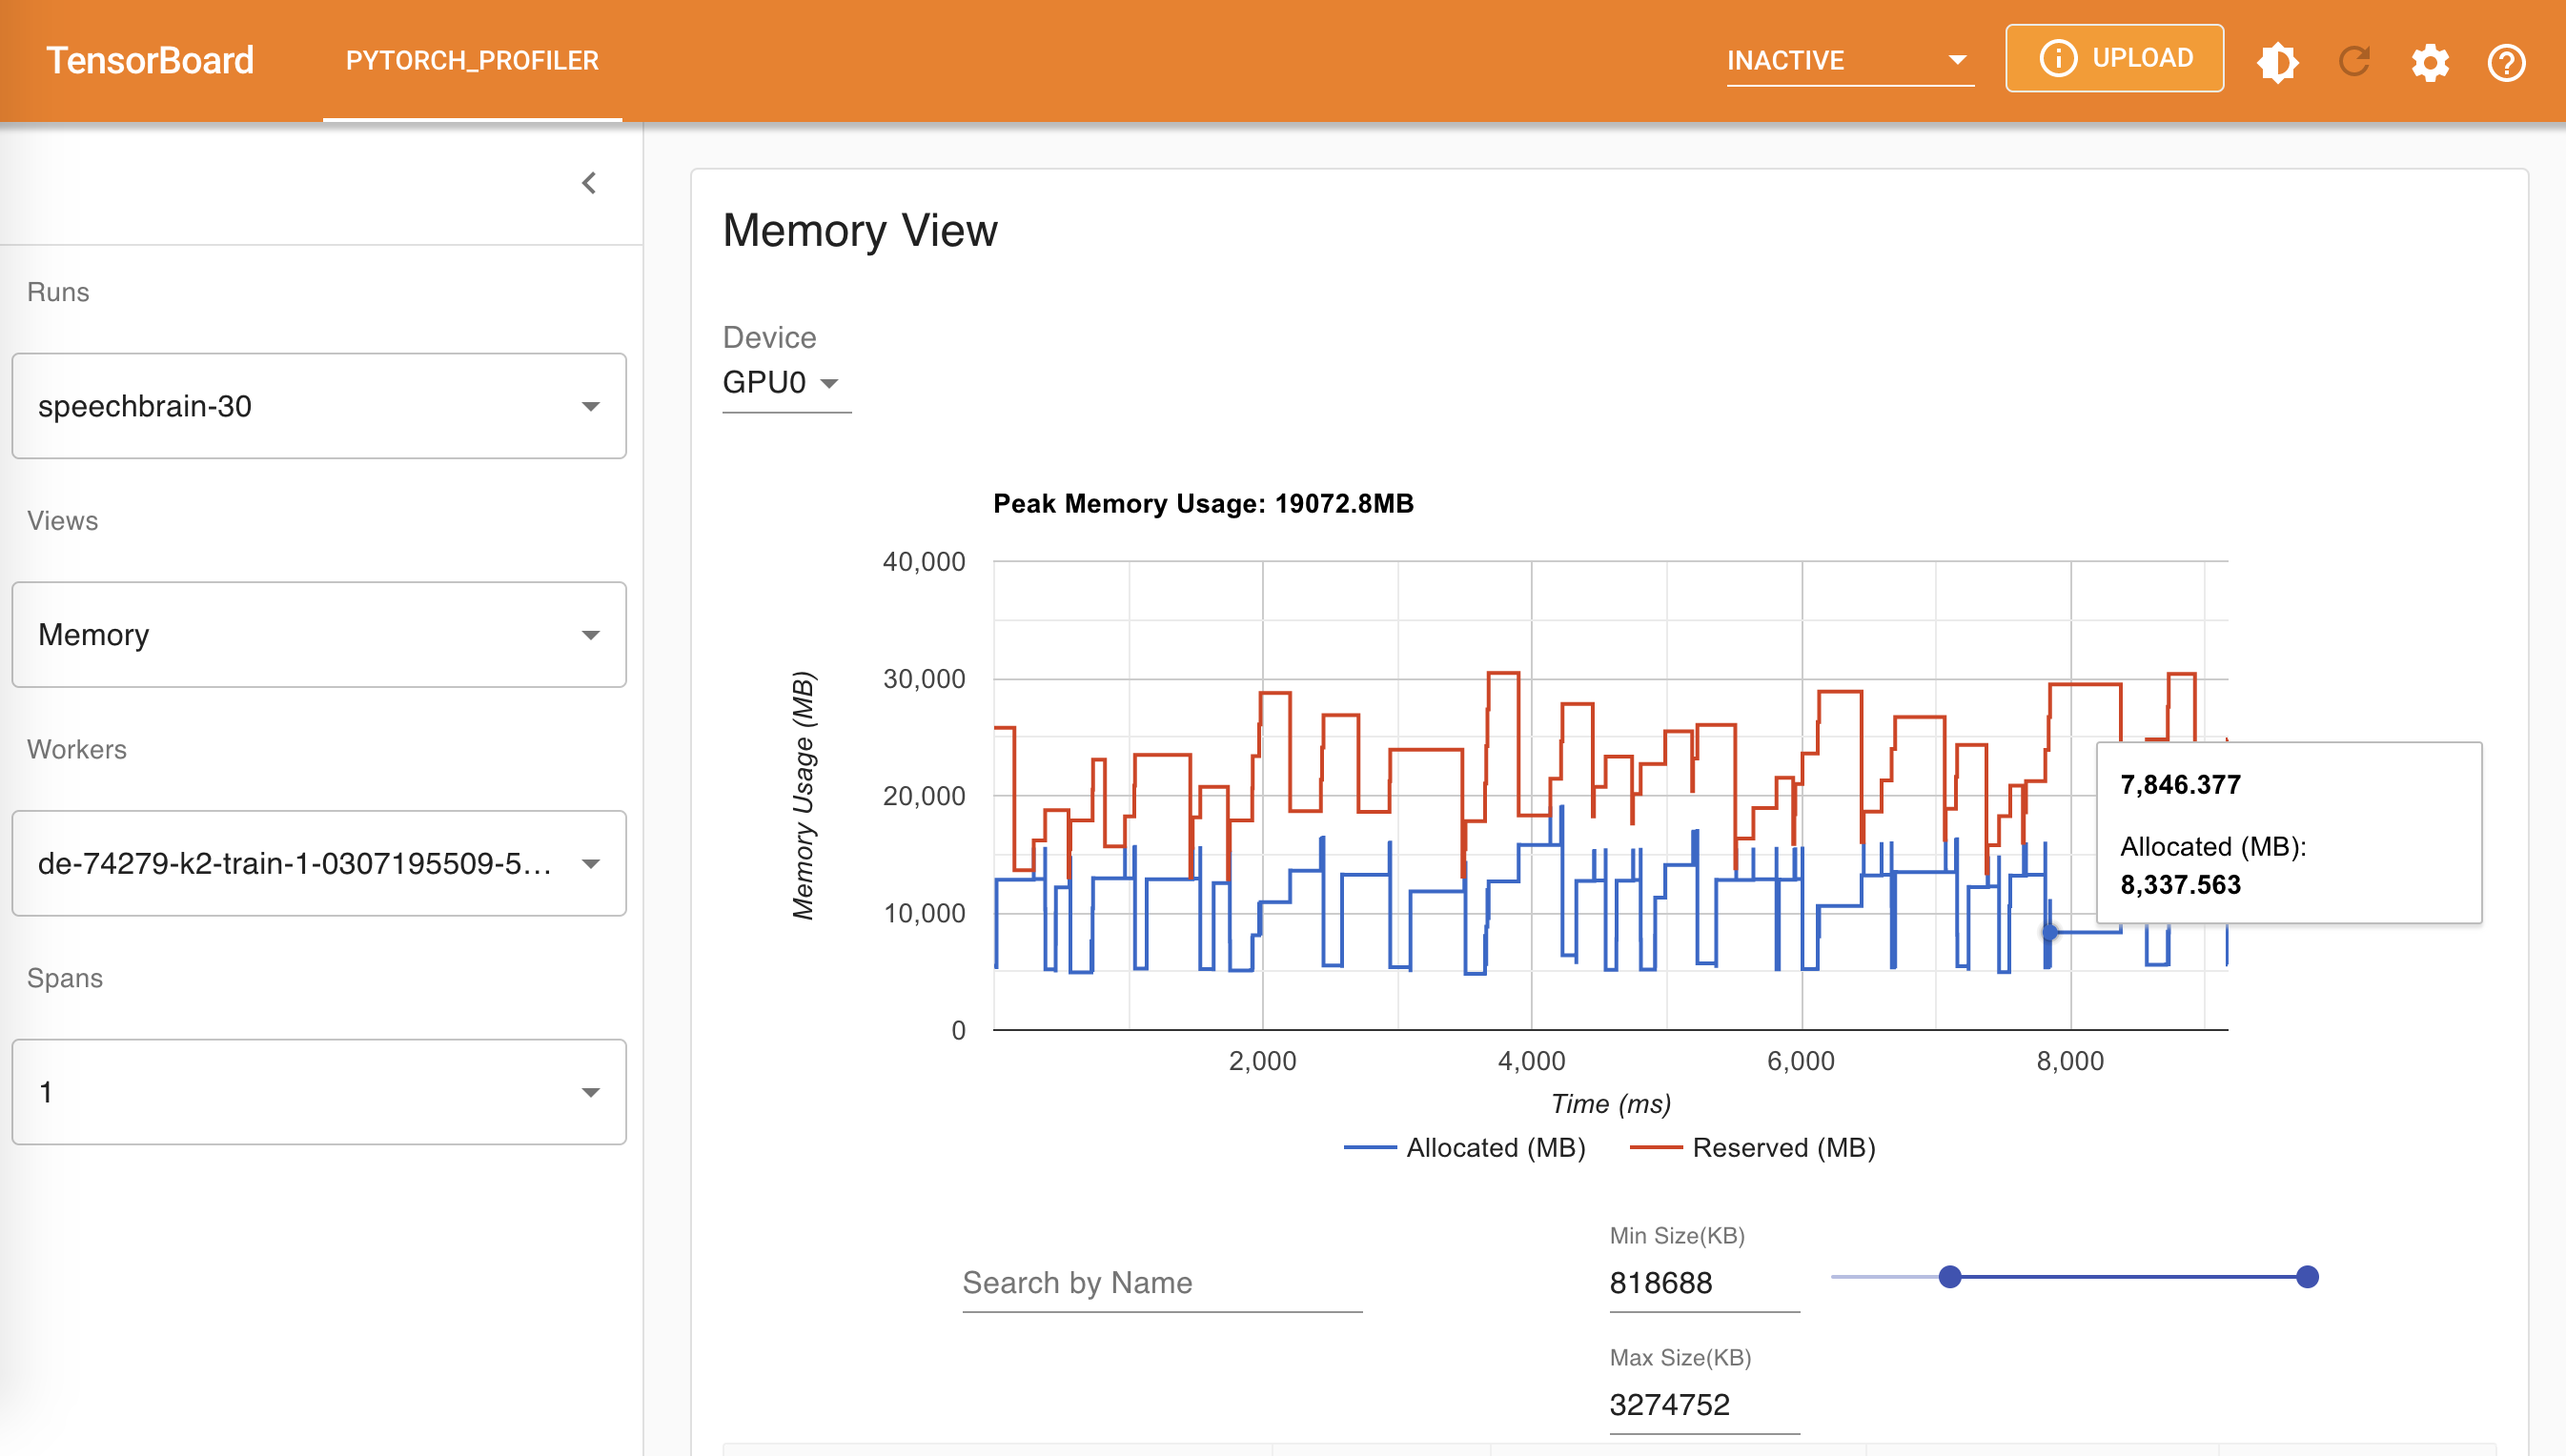 TensorBoard
PYTORCH_PROFILER
INACTIVE
UPLOAD
Runs
speechbrain-30
Views
Memory
Workers
de-74279-k2-train-1-0307195509-5...
Spans
1
Memory View
Device
GPU0
Peak Memory Usage: 19072.8MB
Memory Usage (MB)
40,000
30,000
20,000
10,000
0
7,846.377
Allocated (MB):
8,337.563
2,000 4,000 6,000 8,000
Time (ms)
Allocated (MB) Reserved (MB)
Search by Name
Min Size(KB)
818688
Max Size(KB)
3274752